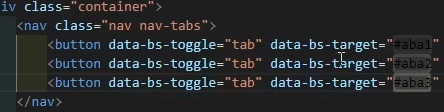 iv class="container">
<nav class="nav nav-tabs">
<button data-bs-toggle="tab" data-bs-target="#aba1"
<button data-bs-toggle="tab" data-bs-target="#aba2"
<button data-bs-toggle="tab" data-bs-target="#aba3"
</nav>